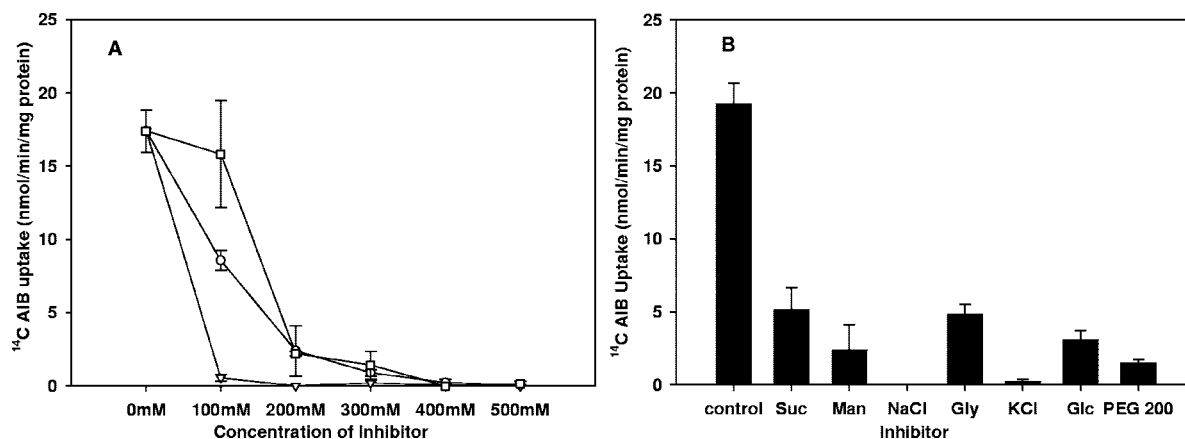 A
25
20
15
10
5
0
¹⁴C AIB uptake (nmol/min/mg protein)
0mM 100mM 200mM 300mM 400mM 500mM
Concentration of Inhibitor
B
25
20
15
10
5
0
¹⁴C AIB Uptake (nmol/min/mg protein)
control Suc Man NaCl Gly KCl Glc PEG 200
Inhibitor